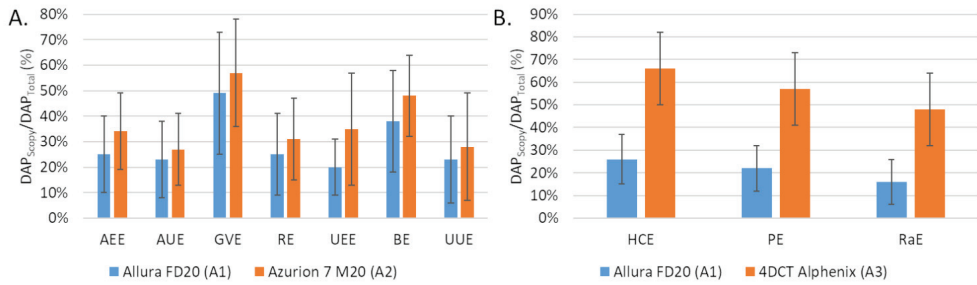 A.
DAPScopy/DAPTotal (%)
80%
70%
60%
50%
40%
30%
20%
10%
0%
AEE AUE GVE RE UEE BE UUE
Allura FD20 (A1) Azurion 7 M20 (A2)
B.
DAPScopy/DAPTotal (%)
90%
80%
70%
60%
50%
40%
30%
20%
10%
0%
HCE PE RaE
Allura FD20 (A1) 4DCT Alphenix (A3)